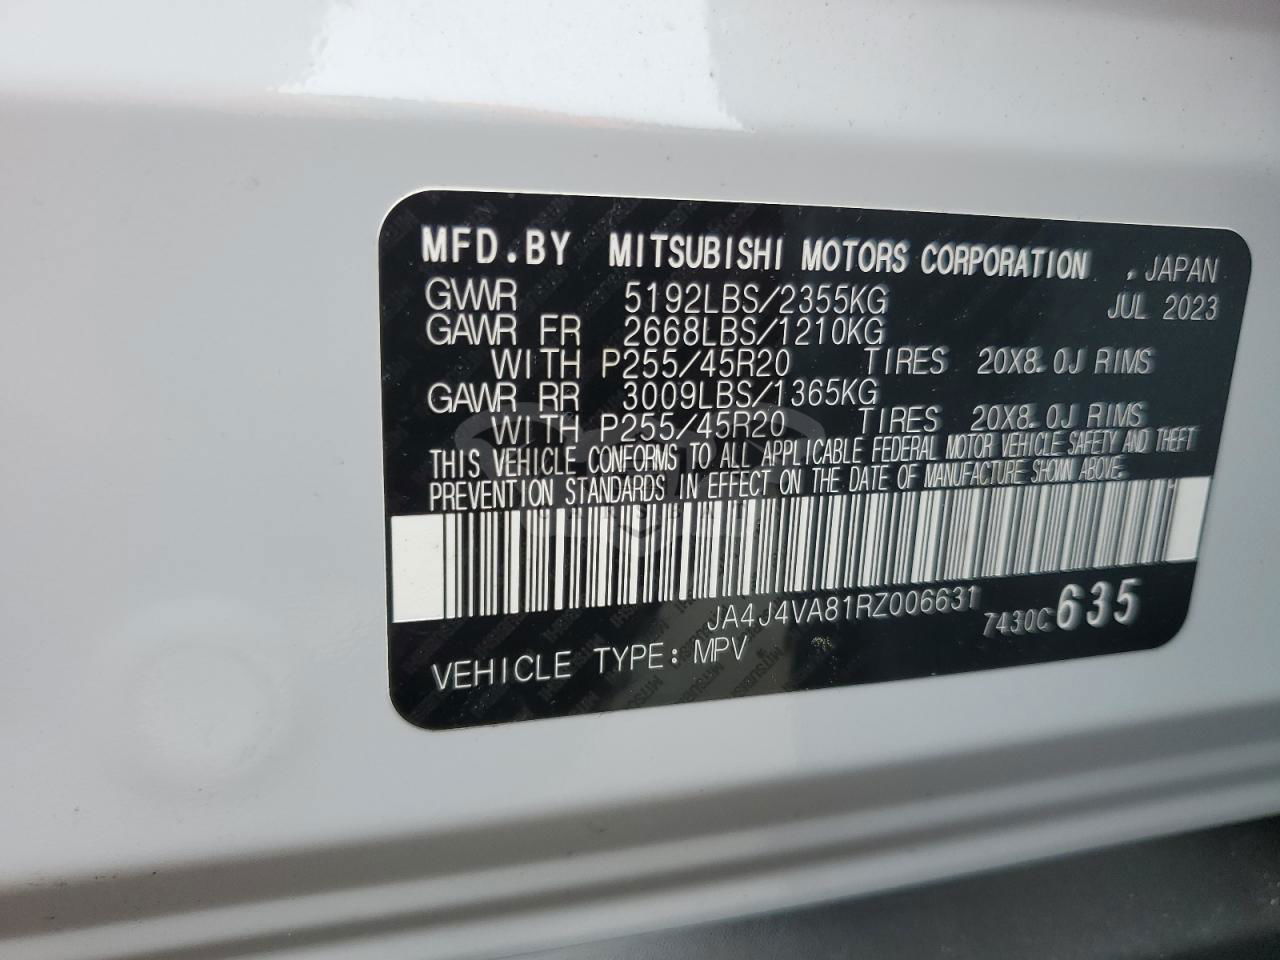 MFD.BY MITSUBISHI MOTORS CORPORATION , JAPAN
GVWR 5192LBS/2355KG JUL 2023
GAWR FR 2668LBS/1210KG
WITH P255/45R20 TIRES 20X8.0J RIMS
GAWR RR 3009LBS/1365KG
WITH P255/45R20 TIRES 20X8.0J RIMS
THIS VEHICLE CONFORMS TO ALL APPLICABLE FEDERAL MOTOR VEHICLE SAFETY AND THEFT
PREVENTION STANDARDS IN EFFECT ON THE DATE OF MANUFACTURE SHOWN ABOVE.
JA4J4VA81RZ006631 7430C 635
VEHICLE TYPE: MPV